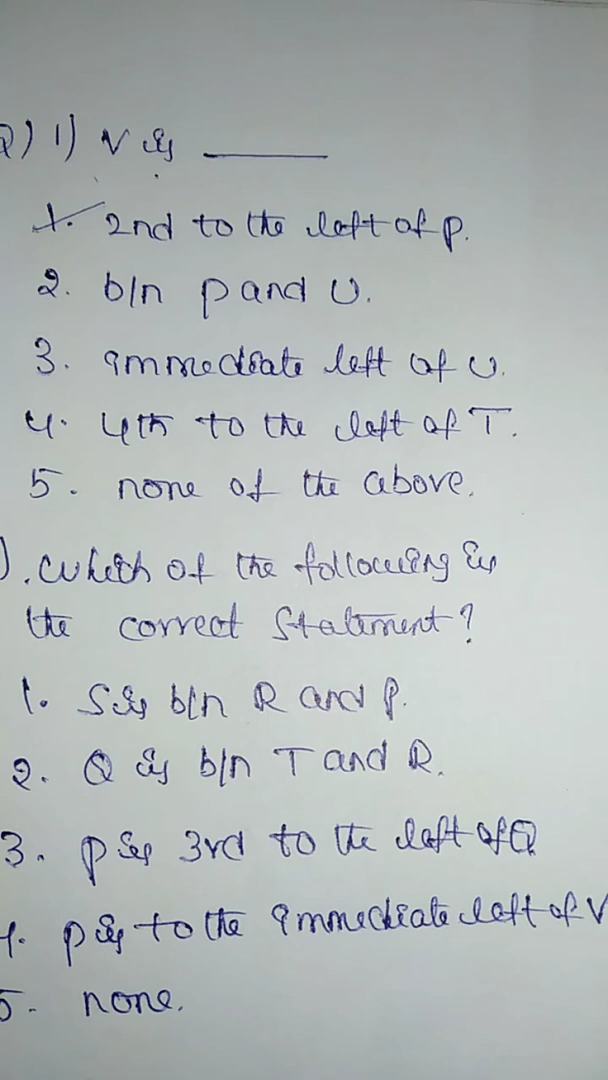 Q) 1) V is ______
1. 2nd to the left of P.
2. b/n P and U.
3. immediate left of U.
4. 4th to the left of T.
5. none of the above.
). Which of the following is
the correct Statement?
1. S is b/n R and P.
2. Q is b/n T and R.
3. P is 3rd to the left of Q
4. P is to the immediate left of V
5. none.